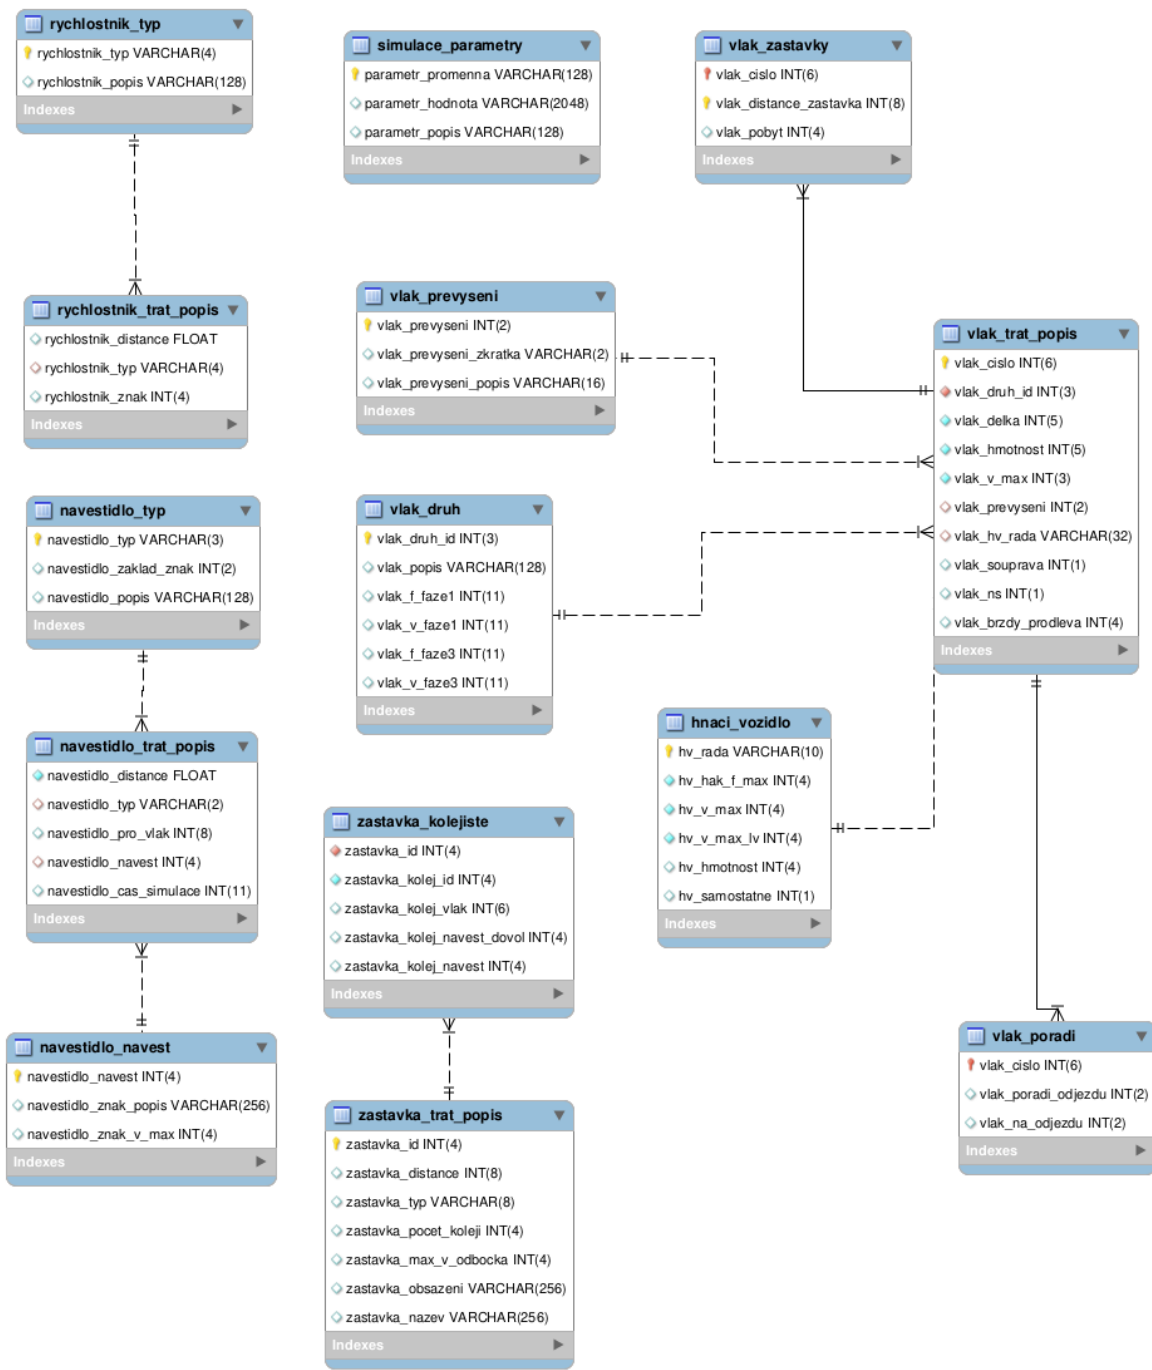 rychlostnik_typ
rychlostnik_typ VARCHAR(4)
rychlostnik_popis VARCHAR(128)
Indexes
simulace_parametry
parametr_promenna VARCHAR(128)
parametr_hodnota VARCHAR(2048)
parametr_popis VARCHAR(128)
Indexes
vlak_zastavky
vlak_cislo INT(6)
vlak_distance_zastavka INT(8)
vlak_pobyt INT(4)
Indexes
rychlostnik_trat_popis
rychlostnik_distance FLOAT
rychlostnik_typ VARCHAR(4)
rychlostnik_znak INT(4)
Indexes
vlak_prevyseni
vlak_prevyseni INT(2)
vlak_prevyseni_zkratka VARCHAR(2)
vlak_prevyseni_popis VARCHAR(16)
Indexes
vlak_trat_popis
vlak_cislo INT(6)
vlak_druh_id INT(3)
vlak_delka INT(5)
vlak_hmotnost INT(5)
vlak_v_max INT(3)
vlak_prevyseni INT(2)
vlak_hv_rada VARCHAR(32)
vlak_souprava INT(1)
vlak_ns INT(1)
vlak_brzdy_prodleva INT(4)
Indexes
navestidlo_typ
navestidlo_typ VARCHAR(3)
navestidlo_zaklad_znak INT(2)
navestidlo_popis VARCHAR(128)
Indexes
vlak_druh
vlak_druh_id INT(3)
vlak_popis VARCHAR(128)
vlak_f_faze1 INT(11)
vlak_v_faze1 INT(11)
vlak_f_faze3 INT(11)
vlak_v_faze3 INT(11)
Indexes
hnaci_vozidlo
hv_rada VARCHAR(10)
hv_hak_f_max INT(4)
hv_v_max INT(4)
hv_v_max_lv INT(4)
hv_hmotnost INT(4)
hv_samostatne INT(1)
Indexes
navestidlo_trat_popis
navestidlo_distance FLOAT
navestidlo_typ VARCHAR(2)
navestidlo_pro_vlak INT(8)
navestidlo_navest INT(4)
navestidlo_cas_simulace INT(11)
Indexes
zastavka_kolejiste
zastavka_id INT(4)
zastavka_kolej_id INT(4)
zastavka_kolej_vlak INT(6)
zastavka_kolej_navest_dovol INT(4)
zastavka_kolej_navest INT(4)
Indexes
navestidlo_navest
navestidlo_navest INT(4)
navestidlo_znak_popis VARCHAR(256)
navestidlo_znak_v_max INT(4)
Indexes
vlak_poradi
vlak_cislo INT(6)
vlak_poradi_odjezdu INT(2)
vlak_na_odjezdu INT(2)
Indexes
zastavka_trat_popis
zastavka_id INT(4)
zastavka_distance INT(8)
zastavka_typ VARCHAR(8)
zastavka_pocet_koleji INT(4)
zastavka_max_v_odbocka INT(4)
zastavka_obsazeni VARCHAR(256)
zastavka_nazev VARCHAR(256)
Indexes